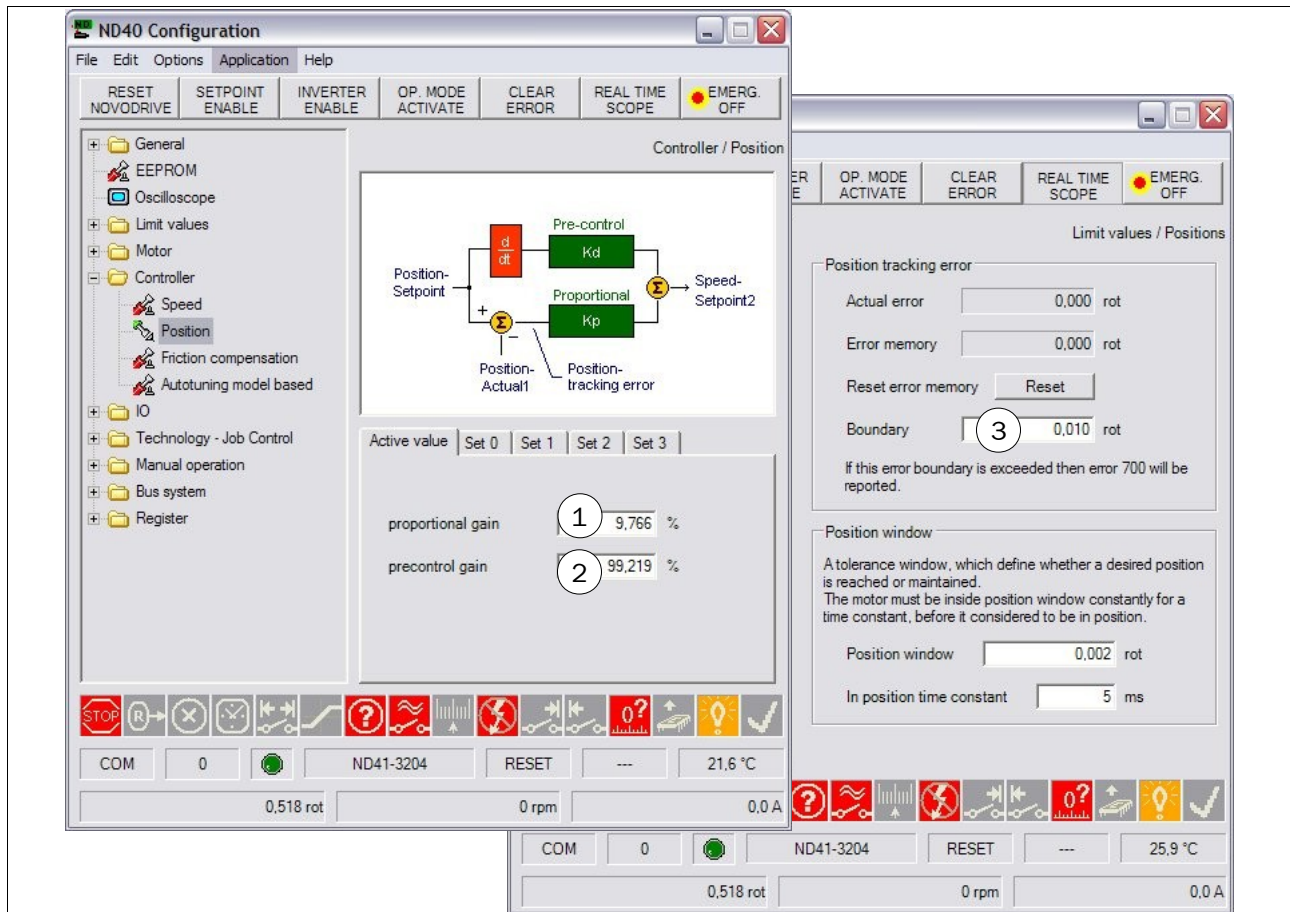 ND40 Configuration
File Edit Options Application Help
RESET NOVODRIVE
SETPOINT ENABLE
INVERTER ENABLE
OP. MODE ACTIVATE
CLEAR ERROR
REAL TIME SCOPE
EMERG. OFF
General
EEPROM
Oscilloscope
Limit values
Motor
Controller
Speed
Position
Friction compensation
Autotuning model based
IO
Technology - Job Control
Manual operation
Bus system
Register
Controller / Position
Pre-control
d
dt
Kd
Position-
Setpoint
Proportional
Σ
Speed-
Setpoint2
+
Σ
Kp
−
Position-
Actual1
Position-
tracking error
Active value Set 0 Set 1 Set 2 Set 3
proportional gain 1 9,766 %
precontrol gain 2 99,219 %
STOP R ? 0?
COM 0 ND41-3204 RESET --- 21,6 °C
0,518 rot 0 rpm 0,0 A
ER
E
OP. MODE ACTIVATE
CLEAR ERROR
REAL TIME SCOPE
EMERG. OFF
Limit values / Positions
Position tracking error
Actual error 0,000 rot
Error memory 0,000 rot
Reset error memory Reset
Boundary 3 0,010 rot
If this error boundary is exceeded then error 700 will be
reported.
Position window
A tolerance window, which define whether a desired position
is reached or maintained.
The motor must be inside position window constantly for a
time constant, before it considered to be in position.
Position window 0,002 rot
In position time constant 5 ms
? 0?
COM 0 ND41-3204 RESET --- 25,9 °C
0,518 rot 0 rpm 0,0 A